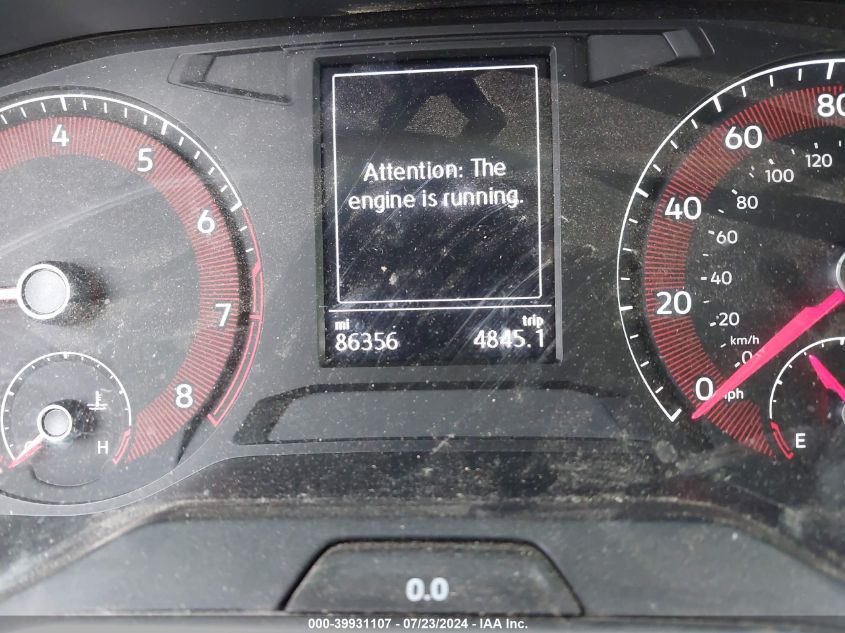 4
5
6
7
8
H
Attention: The
engine is running.
mi
trip
86356
4845.1
80
60
40
20
0
120
100
80
60
40
20
km/h
0
mph
E
0.0
000-39931107 - 07/23/2024 - IAA Inc.